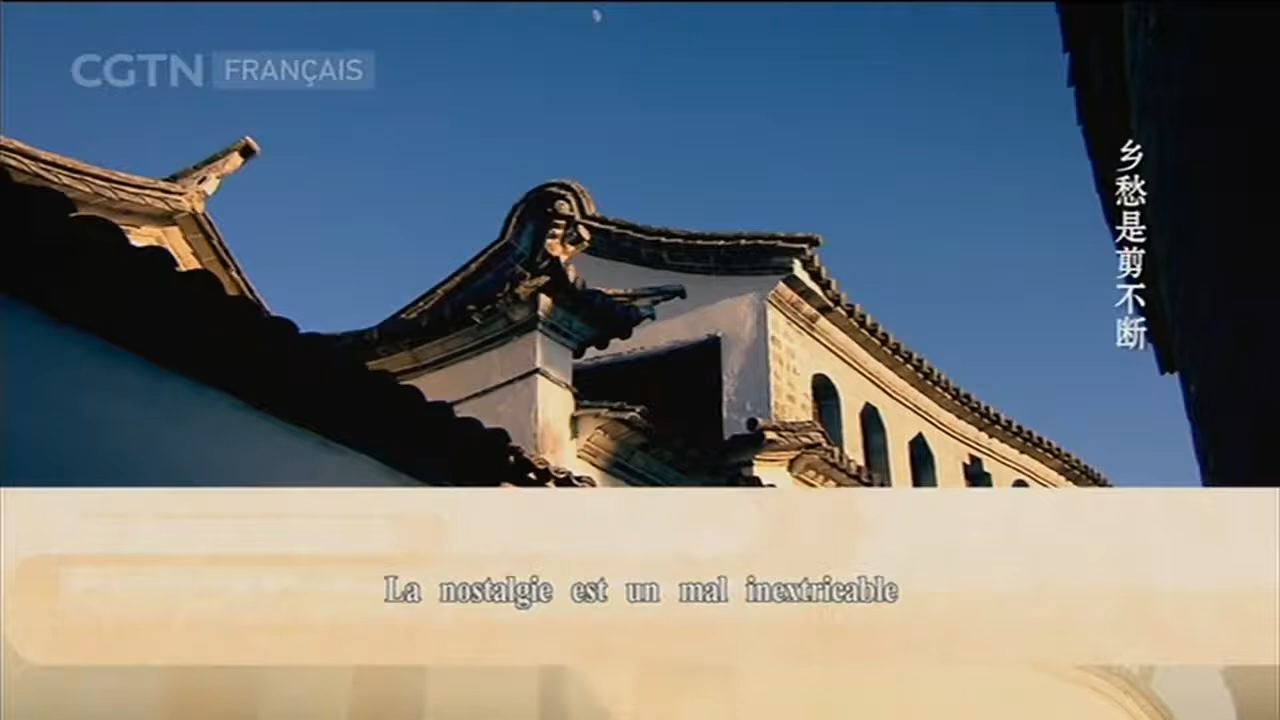 CGTN FRANÇAIS
乡愁是剪不断
La nostalgie est un mal inextricable